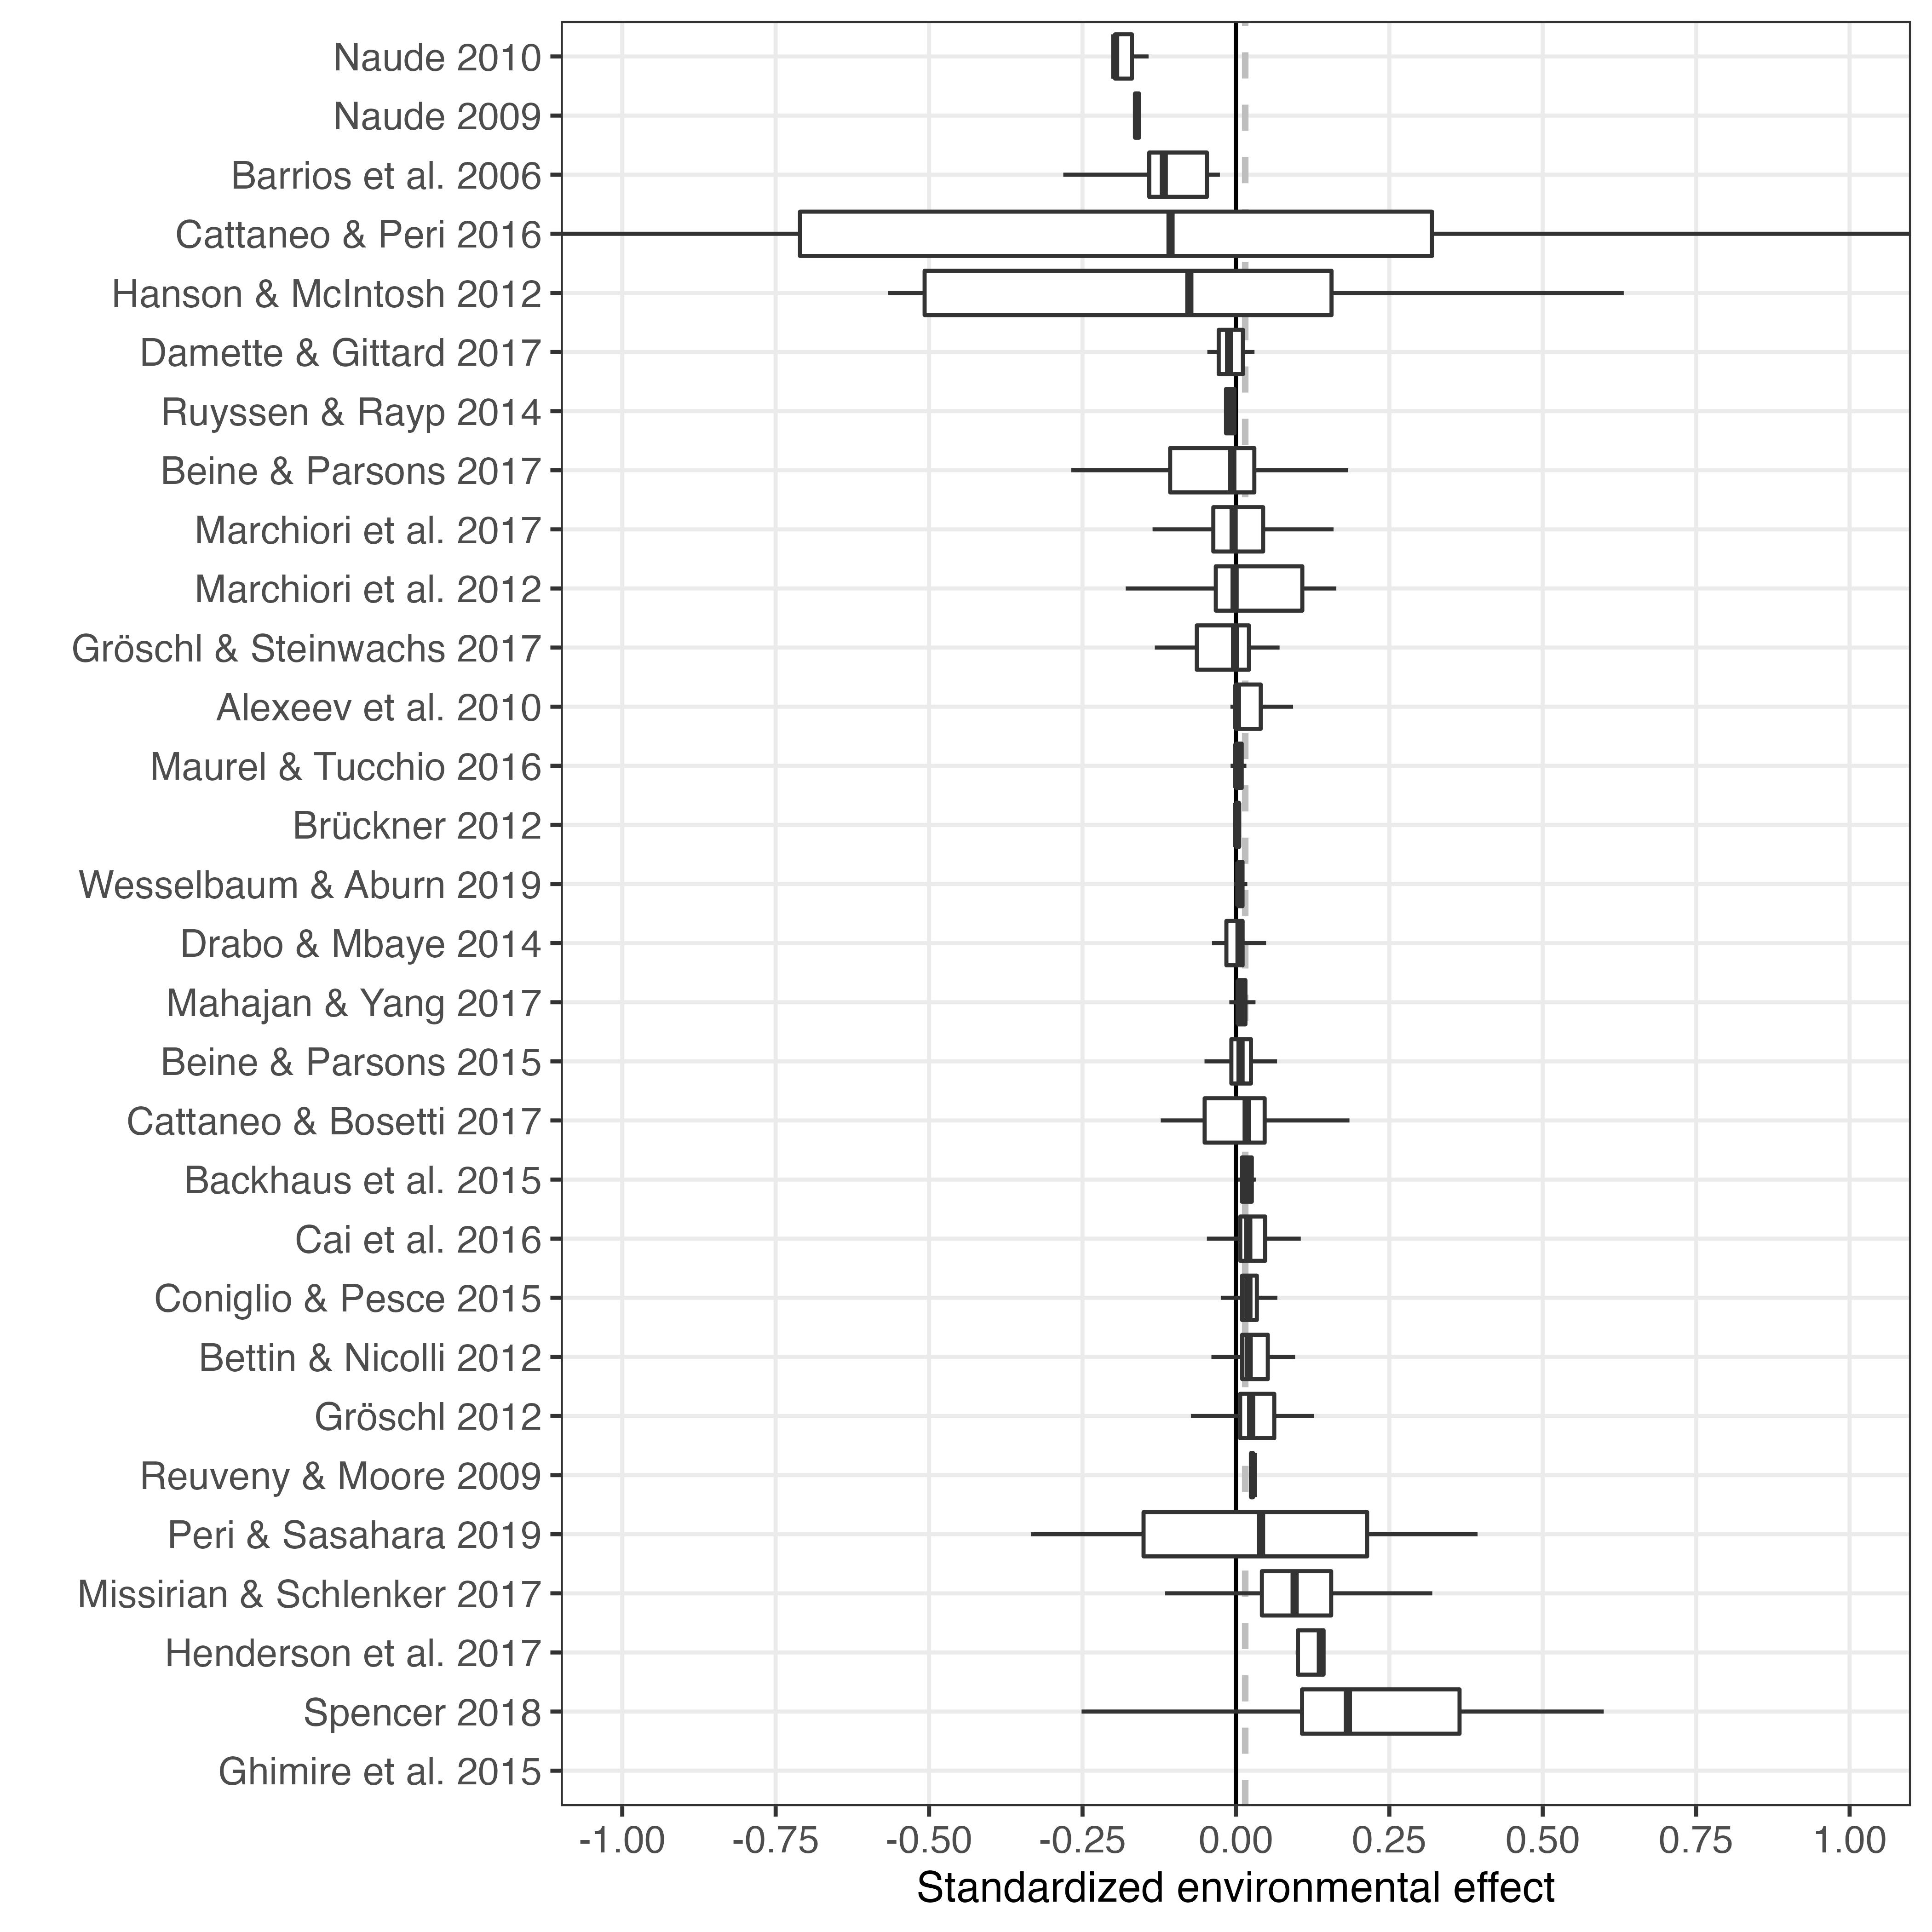 Naude 2010
Naude 2009
Barrios et al. 2006
Cattaneo & Peri 2016
Hanson & McIntosh 2012
Damette & Gittard 2017
Ruyssen & Rayp 2014
Beine & Parsons 2017
Marchiori et al. 2017
Marchiori et al. 2012
Gröschl & Steinwachs 2017
Alexeev et al. 2010
Maurel & Tucchio 2016
Brückner 2012
Wesselbaum & Aburn 2019
Drabo & Mbaye 2014
Mahajan & Yang 2017
Beine & Parsons 2015
Cattaneo & Bosetti 2017
Backhaus et al. 2015
Cai et al. 2016
Coniglio & Pesce 2015
Bettin & Nicolli 2012
Gröschl 2012
Reuveny & Moore 2009
Peri & Sasahara 2019
Missirian & Schlenker 2017
Henderson et al. 2017
Spencer 2018
Ghimire et al. 2015
-1.00 -0.75 -0.50 -0.25 0.00 0.25 0.50 0.75 1.00
Standardized environmental effect